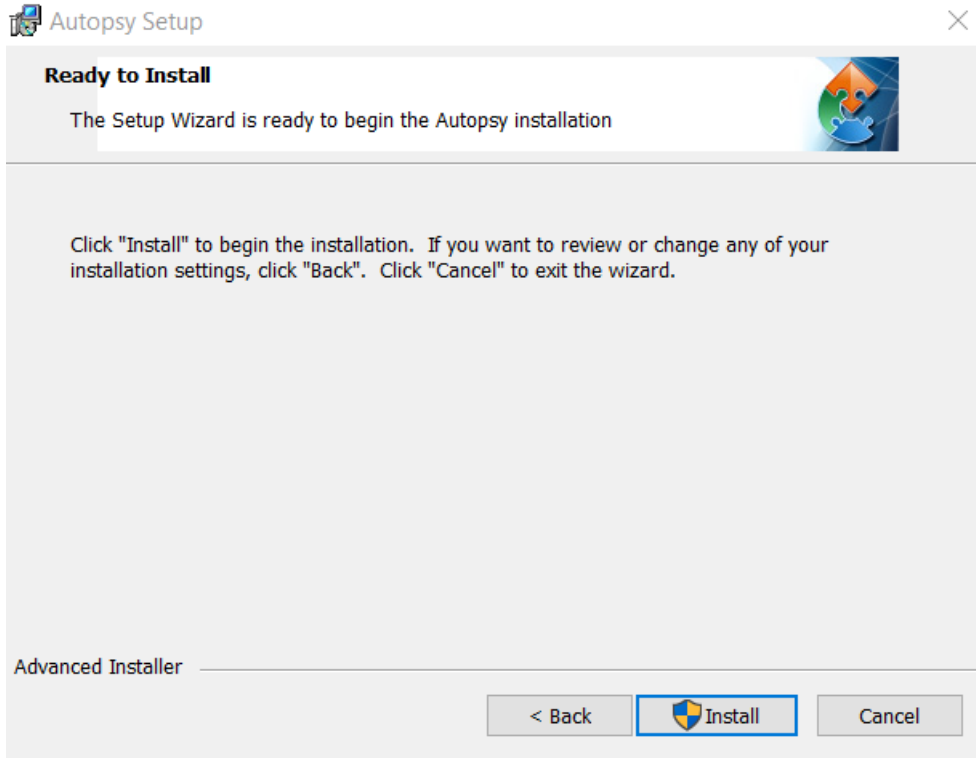 Autopsy Setup
Ready to Install
The Setup Wizard is ready to begin the Autopsy installation
Click "Install" to begin the installation.  If you want to review or change any of your
installation settings, click "Back".  Click "Cancel" to exit the wizard.
Advanced Installer
< Back
Install
Cancel